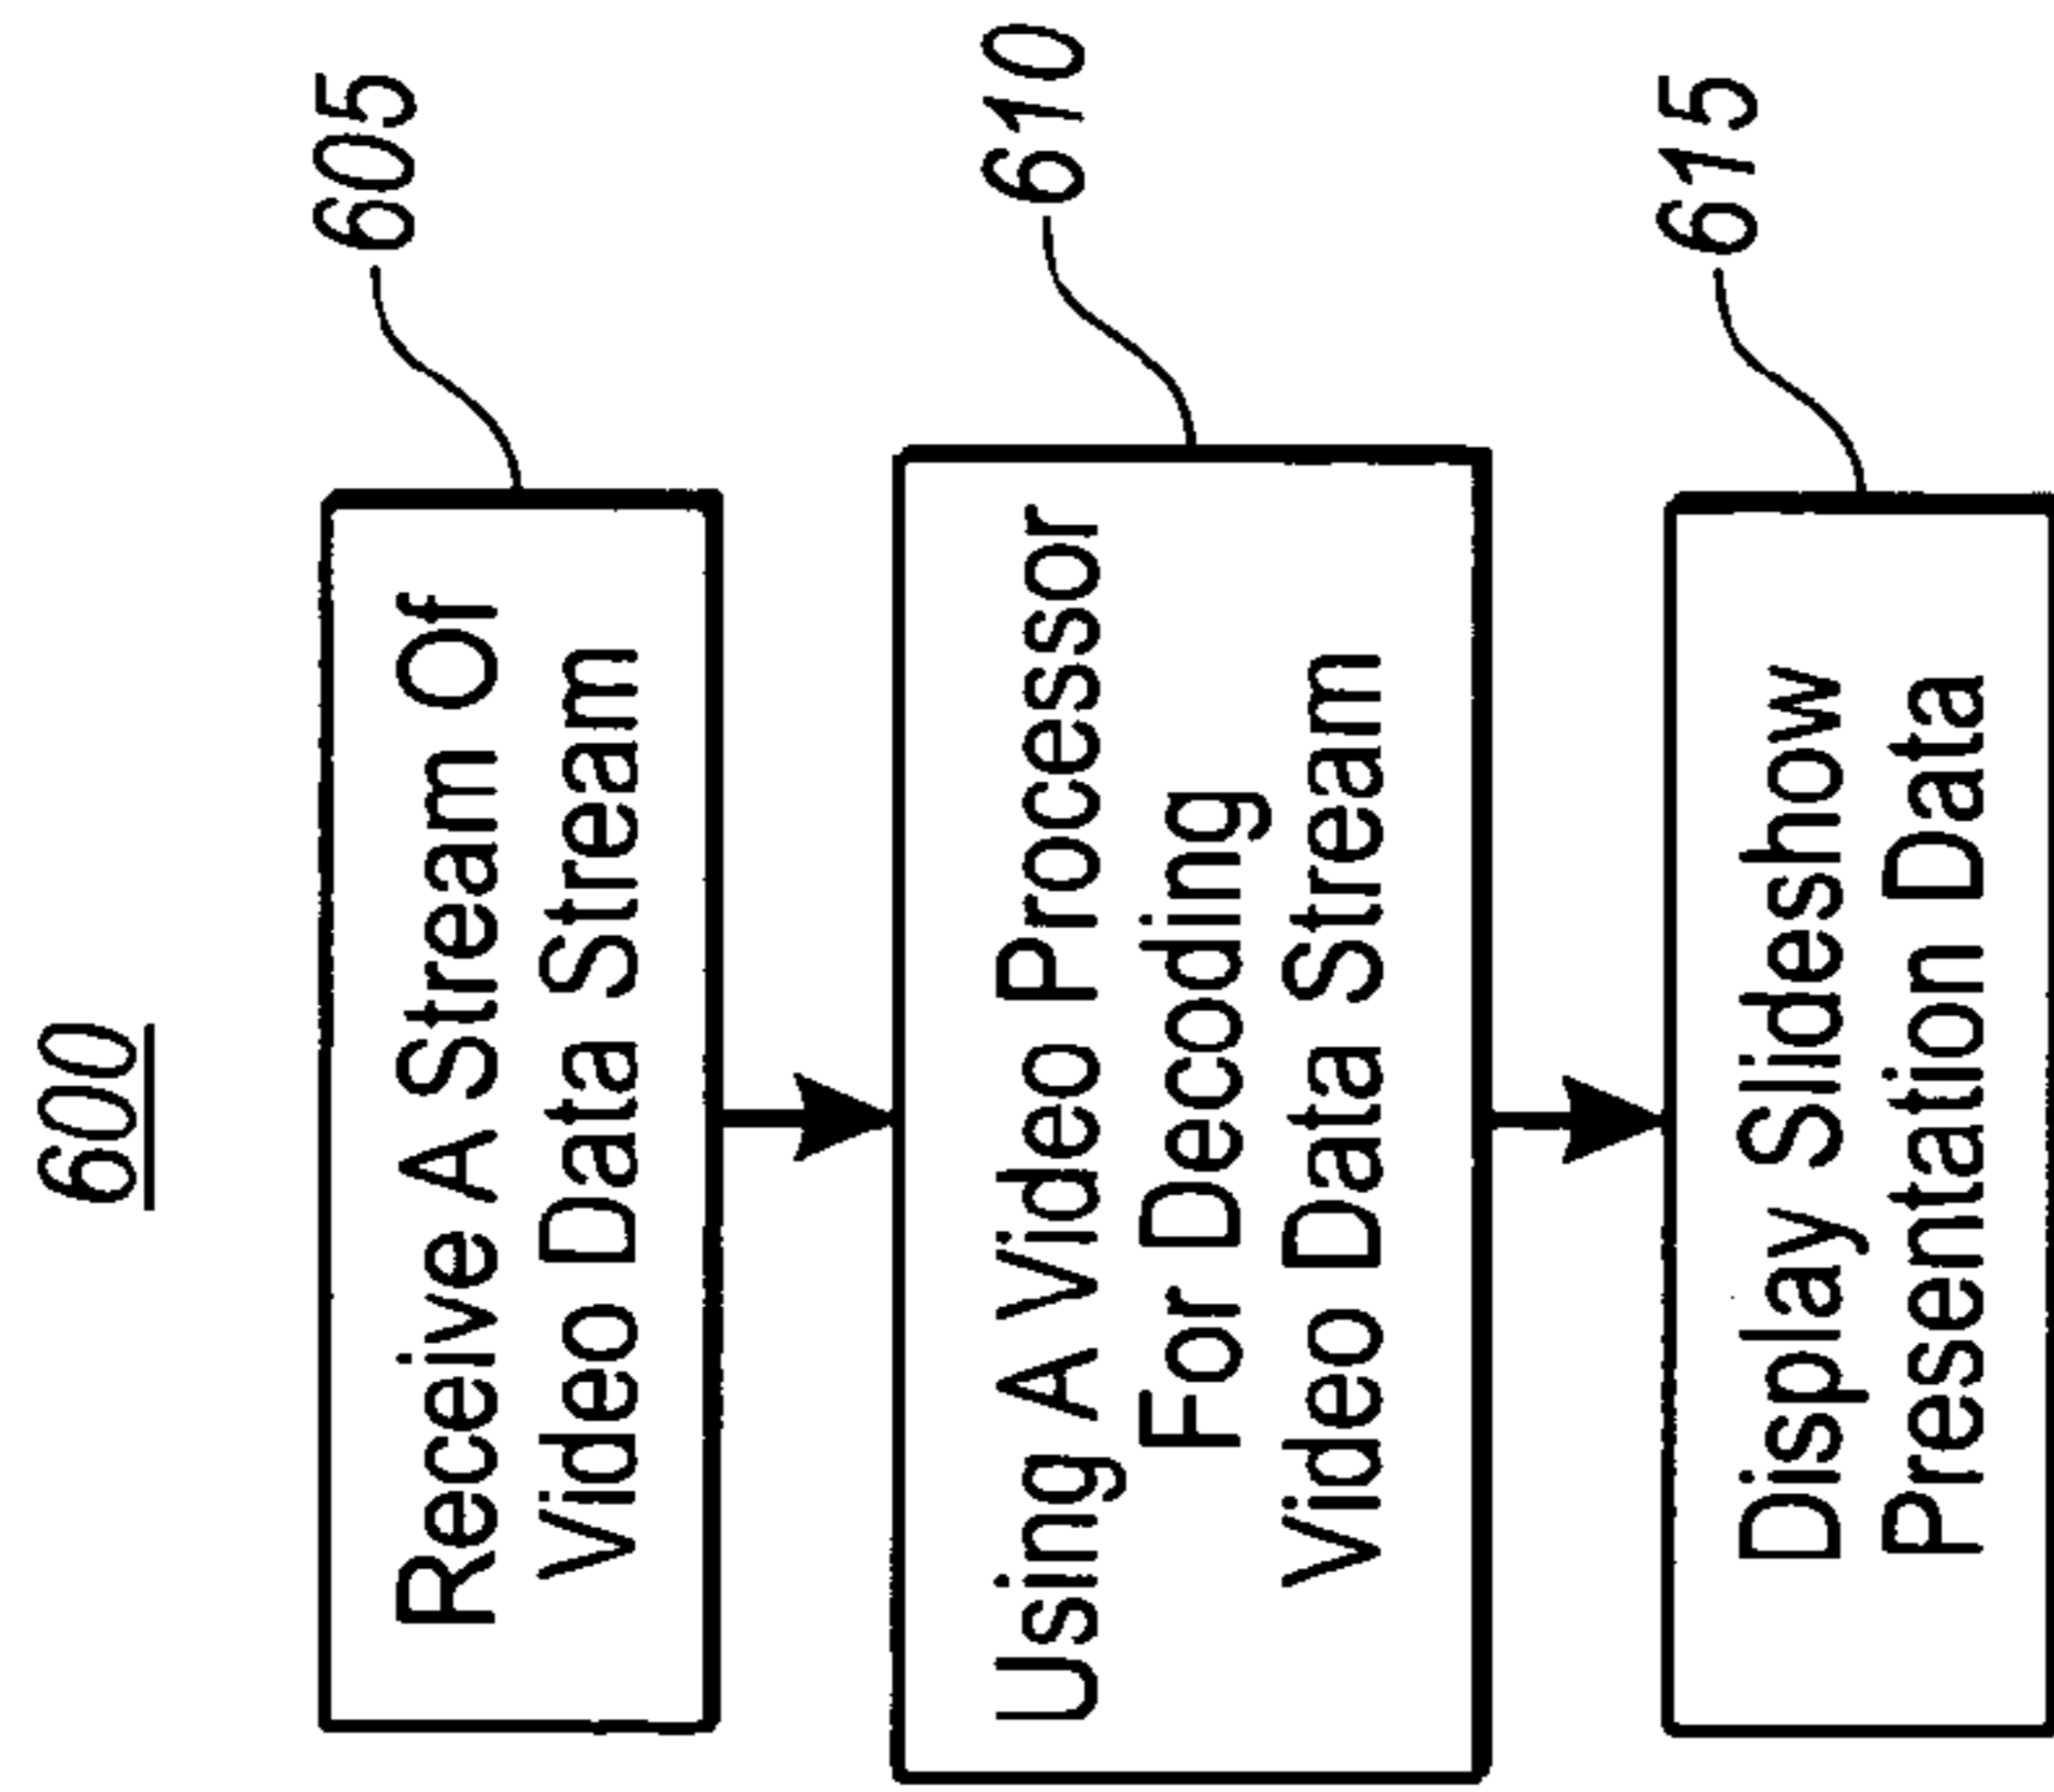 600
Receive A Stream Of
Video Data Stream
605
Using A Video Processor
For Decoding
Video Data Stream
610
Display Slideshow
Presentation Data
615